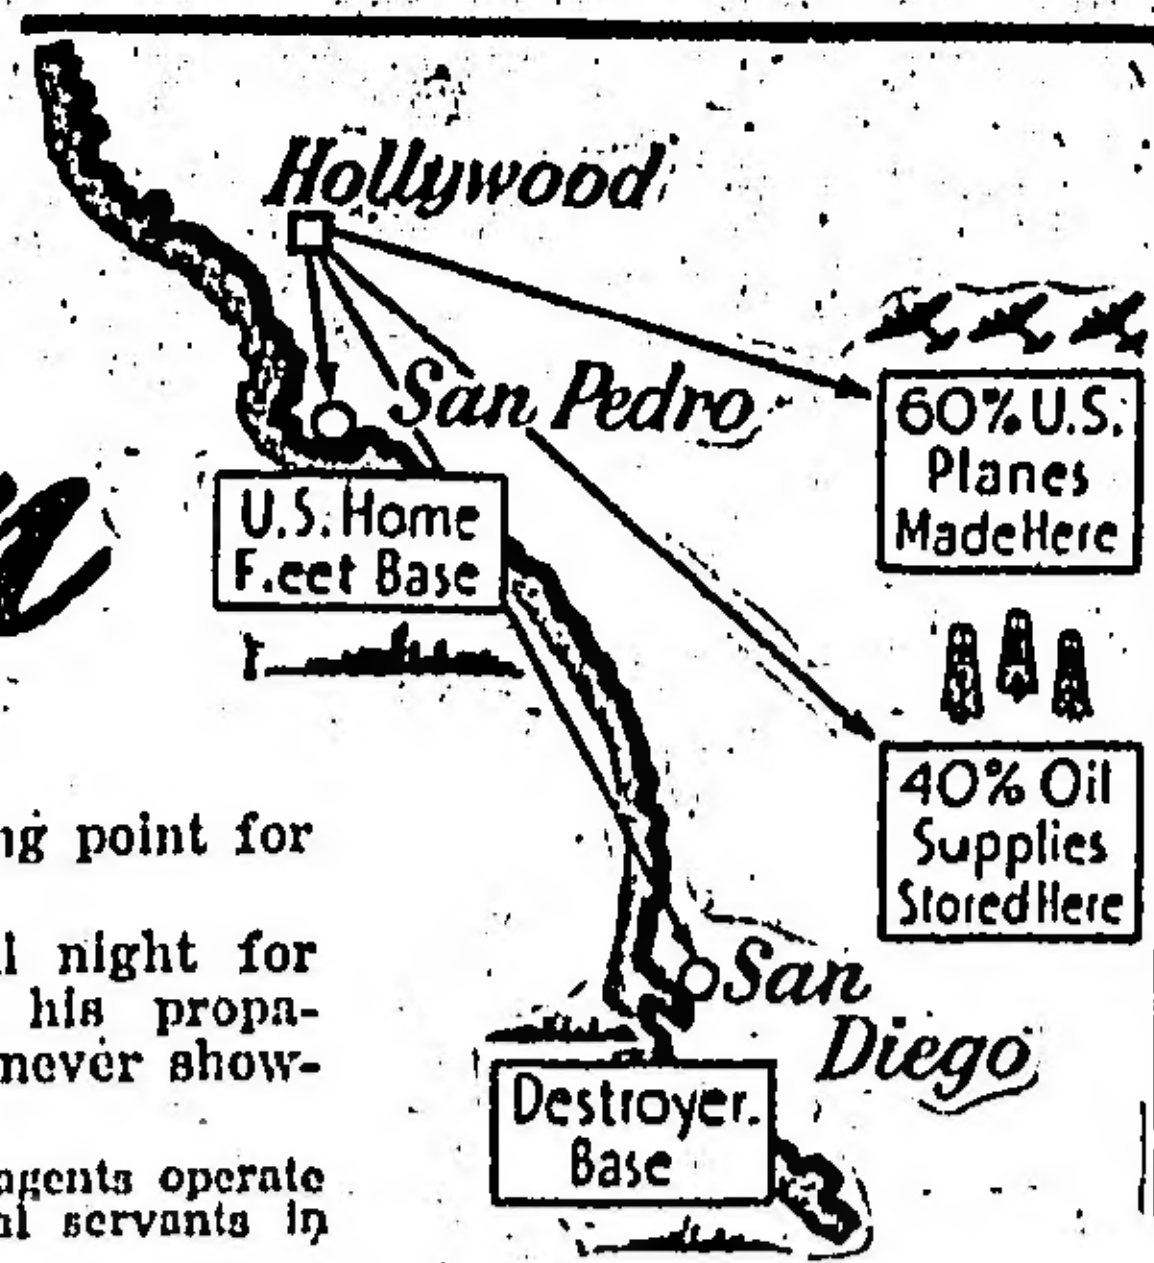 Hollywood
San Pedro
60% U.S.
Planes
Made Here
U.S. Home
F.eet Base
40% Oil
Supplies
Stored Here
San
Diego
Destroyer.
Base
point for
night for
his propa-
never show-
agents operate
servants in